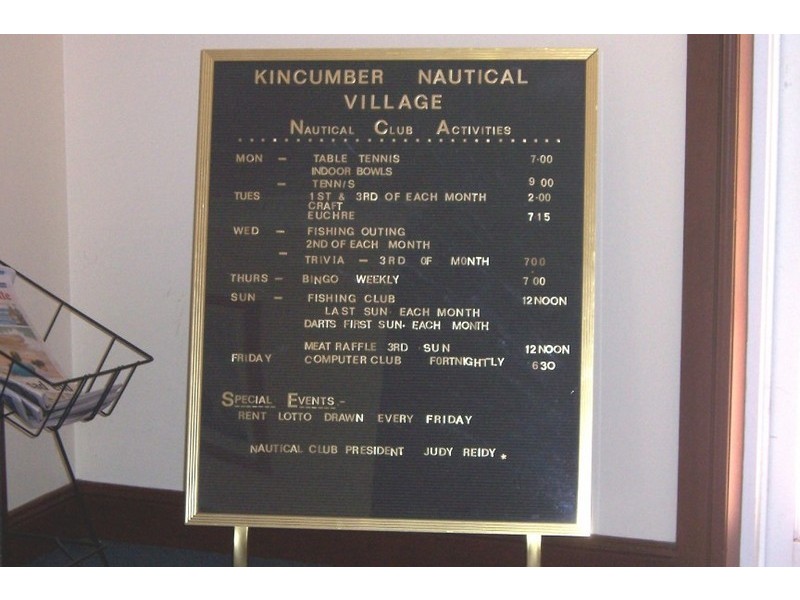 KINCUMBER NAUTICAL
VILLAGE
NAUTICAL CLUB ACTIVITIES
MON – TABLE TENNIS 7·00
INDOOR BOWLS
– TENNIS 9 00
TUES 1ST & 3RD OF EACH MONTH 2·00
CRAFT
EUCHRE 7 15
WED – FISHING OUTING
2ND OF EACH MONTH
– TRIVIA – 3RD OF MONTH 7 00
THURS – BINGO WEEKLY 7 00
SUN – FISHING CLUB 12 NOON
LAST SUN· EACH MONTH
DARTS FIRST SUN· EACH MONTH
MEAT RAFFLE 3RD SUN 12 NOON
FRIDAY COMPUTER CLUB FORTNIGHTLY 6 30
SPECIAL EVENTS –
RENT LOTTO DRAWN EVERY FRIDAY
NAUTICAL CLUB PRESIDENT JUDY REIDY *